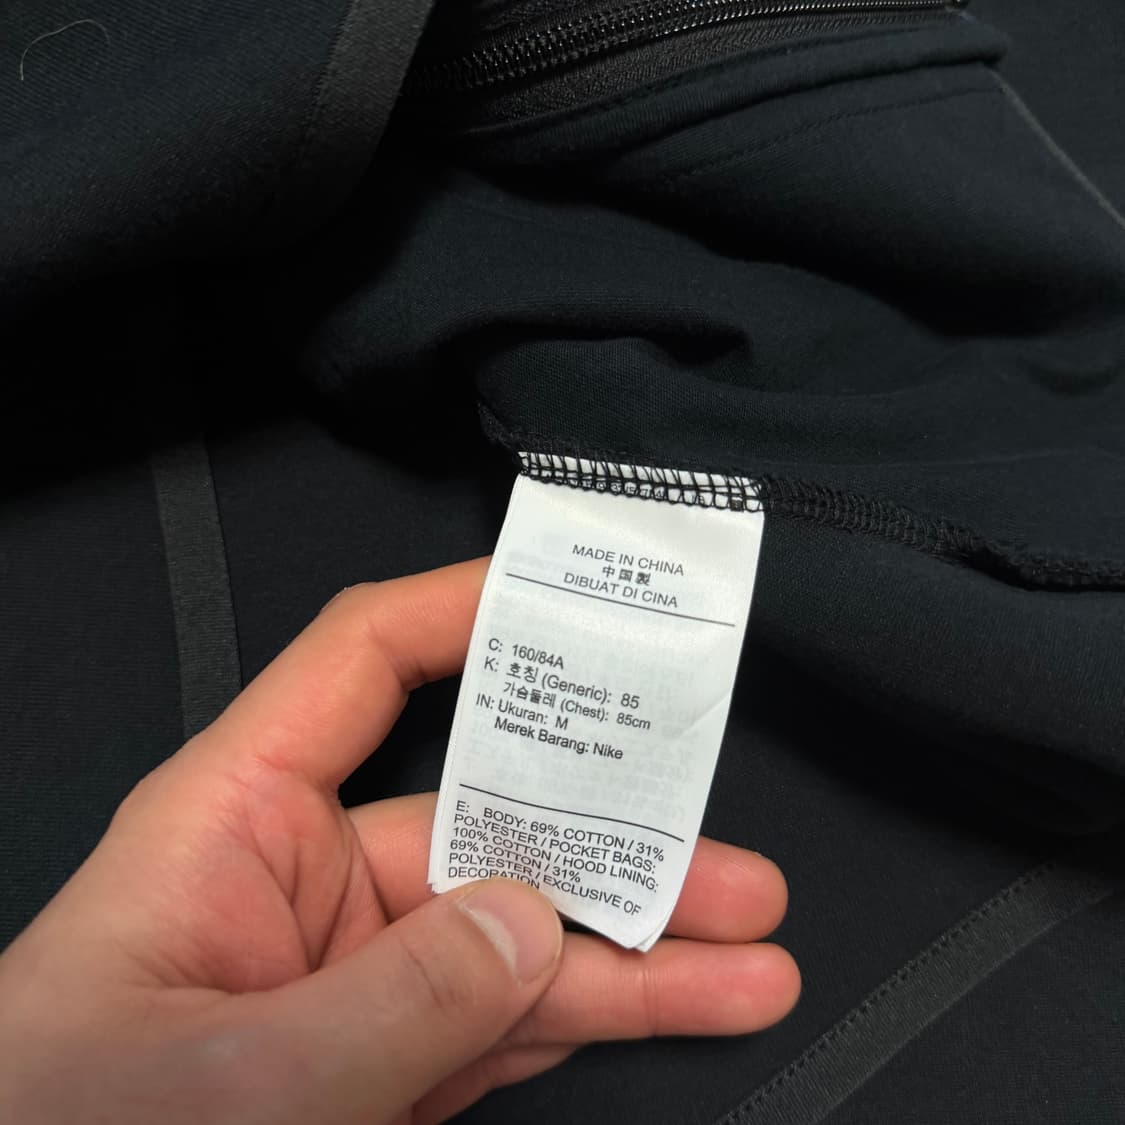 MADE IN CHINA
中国製
DIBUAT DI CINA
C: 160/84A
K: 호칭 (Generic): 85
가슴둘레 (Chest): 85cm
IN: Ukuran: M
Merek Barang: Nike
E: BODY: 69% COTTON / 31%
POLYESTER / POCKET BAGS:
100% COTTON / HOOD LINING:
69% COTTON / 31%
POLYESTER / EXCLUSIVE OF
DECORATION